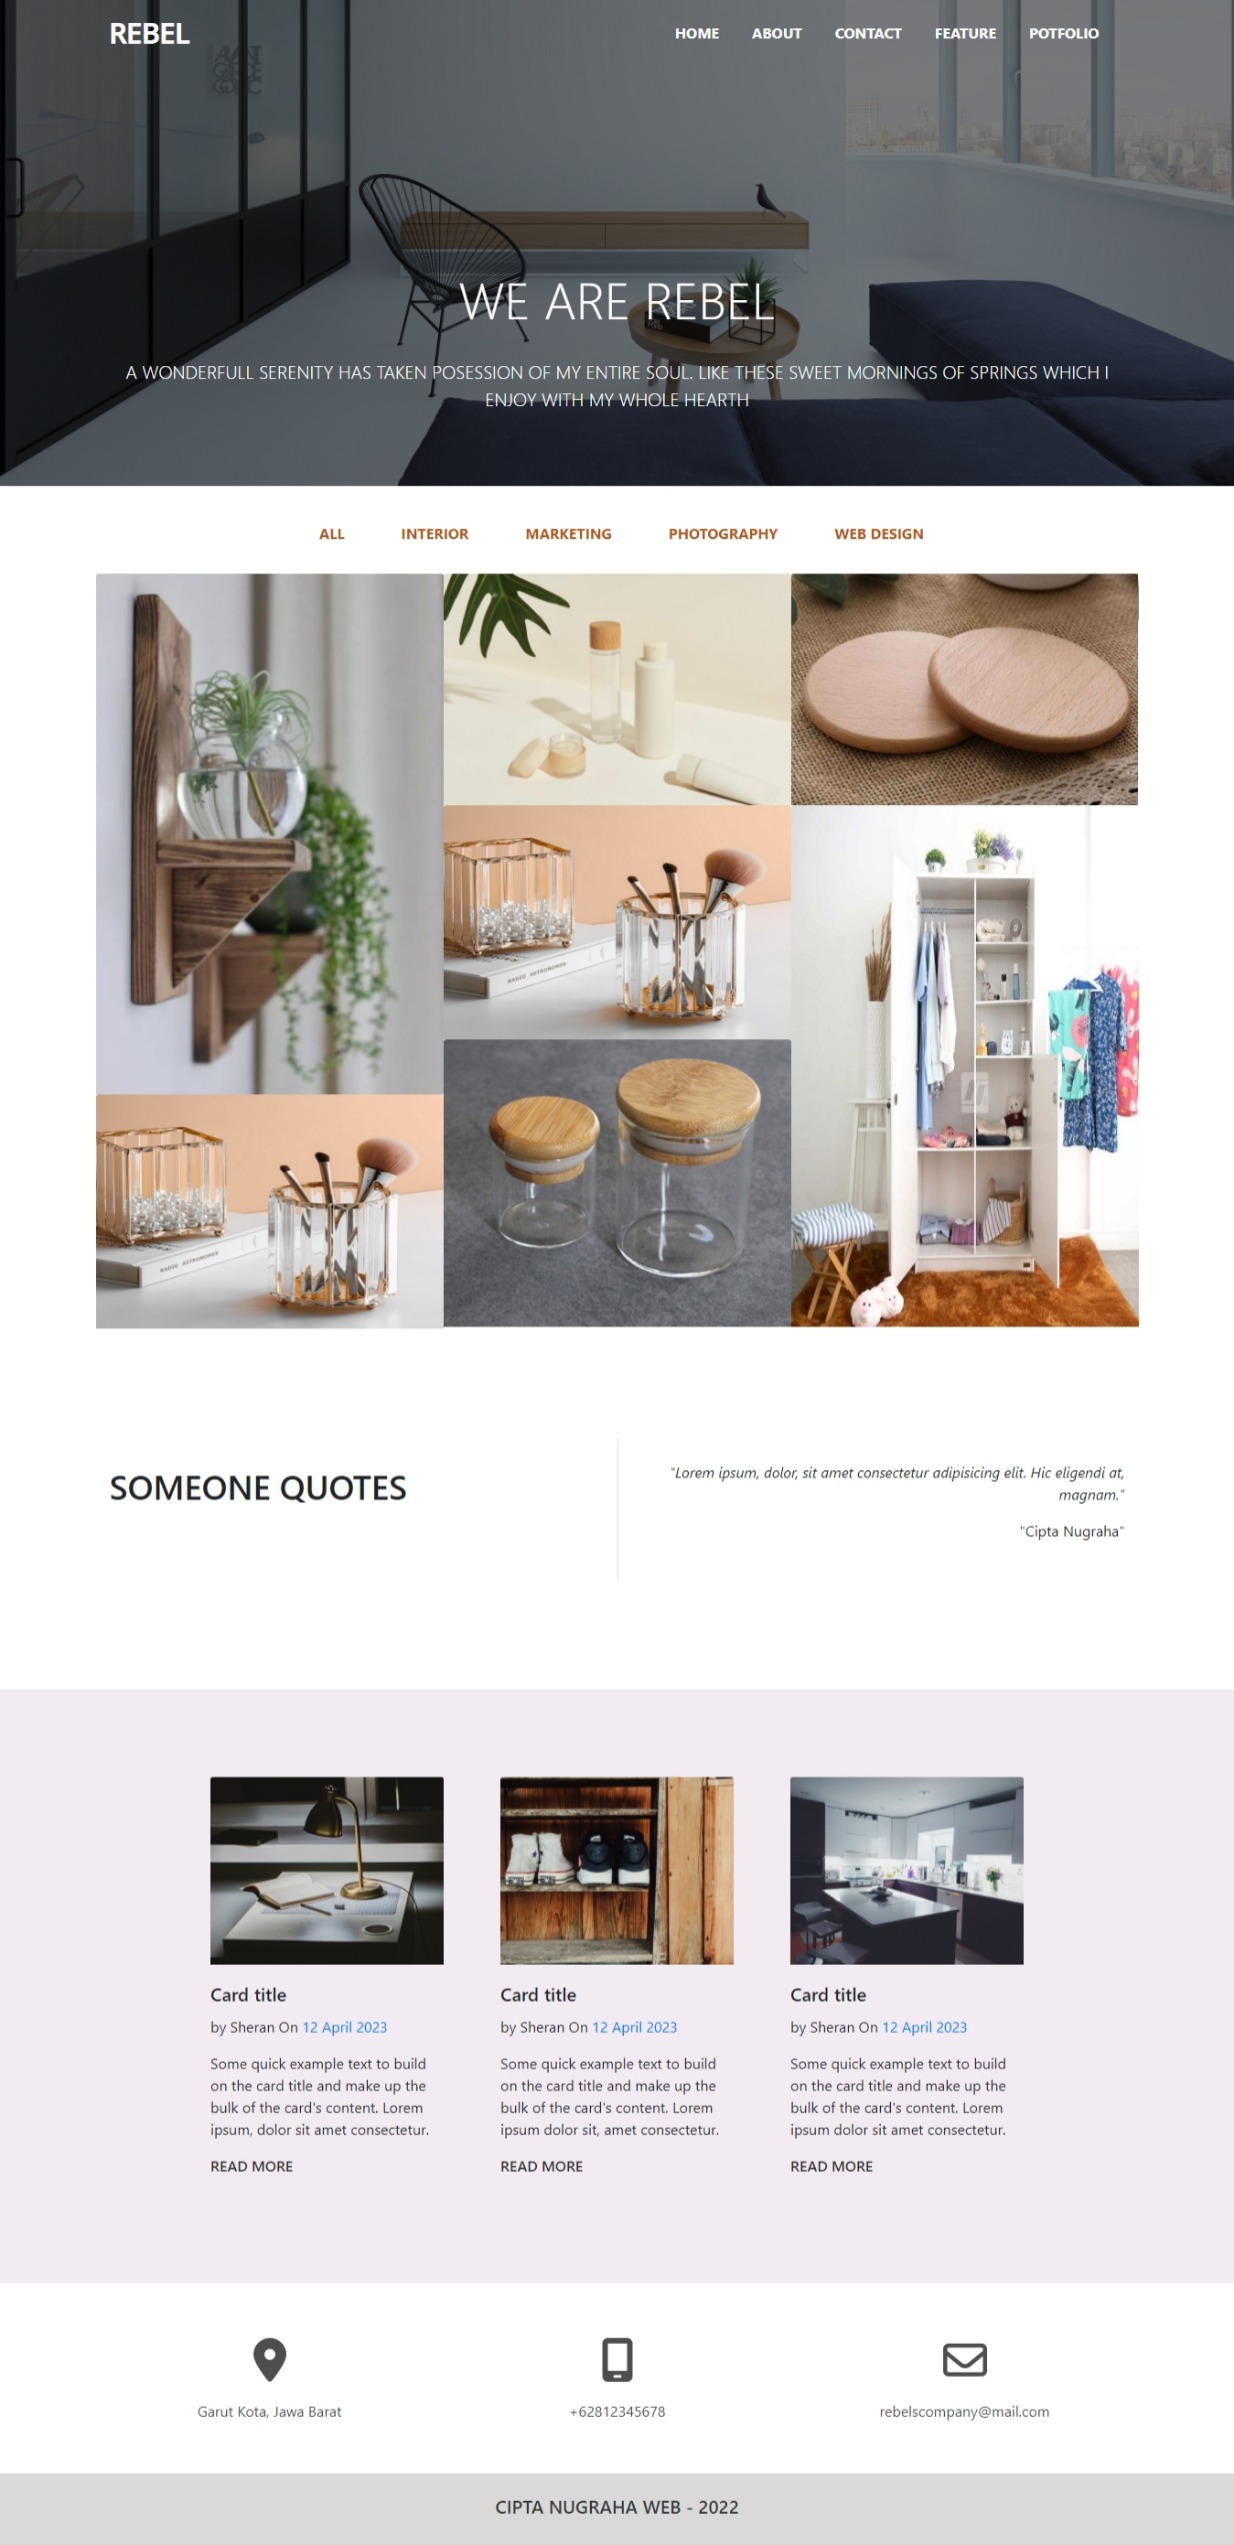 REBEL
HOME ABOUT CONTACT FEATURE POTFOLIO
WE ARE REBEL
A WONDERFULL SERENITY HAS TAKEN POSESSION OF MY ENTIRE SOUL. LIKE THESE SWEET MORNINGS OF SPRINGS WHICH I
ENJOY WITH MY WHOLE HEARTH
ALL INTERIOR MARKETING PHOTOGRAPHY WEB DESIGN
RADIO ASTRONOMER
RADIO ASTRONOMER
SOMEONE QUOTES
"Lorem ipsum, dolor, sit amet consectetur adipisicing elit. Hic eligendi at,
magnam."
"Cipta Nugraha"
Card title
by Sheran On 12 April 2023
Some quick example text to build
on the card title and make up the
bulk of the card's content. Lorem
ipsum, dolor sit amet consectetur.
READ MORE
Card title
by Sheran On 12 April 2023
Some quick example text to build
on the card title and make up the
bulk of the card's content. Lorem
ipsum dolor sit, amet consectetur.
READ MORE
Card title
by Sheran On 12 April 2023
Some quick example text to build
on the card title and make up the
bulk of the card's content. Lorem
ipsum dolor sit amet consectetur.
READ MORE
Garut Kota, Jawa Barat
+62812345678
rebelscompany@mail.com
CIPTA NUGRAHA WEB - 2022